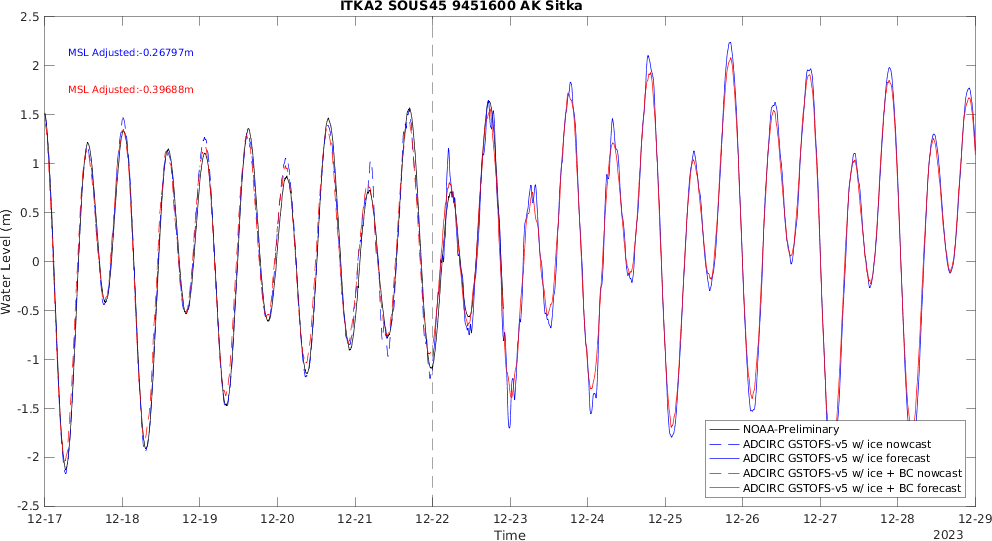 ITKA2 SOUS45 9451600 AK Sitka
MSL Adjusted:-0.26797m
MSL Adjusted:-0.39688m
Water Level (m)
2.5
2
1.5
1
0.5
0
-0.5
-1
-1.5
-2
-2.5
NOAA-Preliminary
ADCIRC GSTOFS-v5 w/ ice nowcast
ADCIRC GSTOFS-v5 w/ ice forecast
ADCIRC GSTOFS-v5 w/ ice + BC nowcast
ADCIRC GSTOFS-v5 w/ ice + BC forecast
12-17 12-18 12-19 12-20 12-21 12-22 12-23 12-24 12-25 12-26 12-27 12-28 12-29
Time
2023